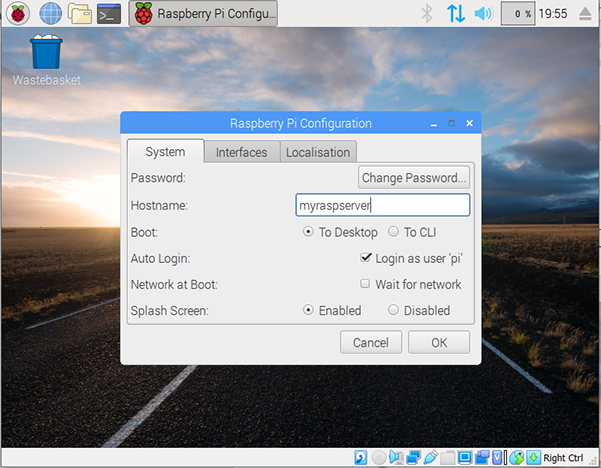 Raspberry Pi Configuration
0 %
19:55
Wastebasket
Raspberry Pi Configuration
System Interfaces Localisation
Password: Change Password...
Hostname: myraspserver
Boot: To Desktop To CLI
Auto Login: Login as user 'pi'
Network at Boot: Wait for network
Splash Screen: Enabled Disabled
Cancel OK
Right Ctrl